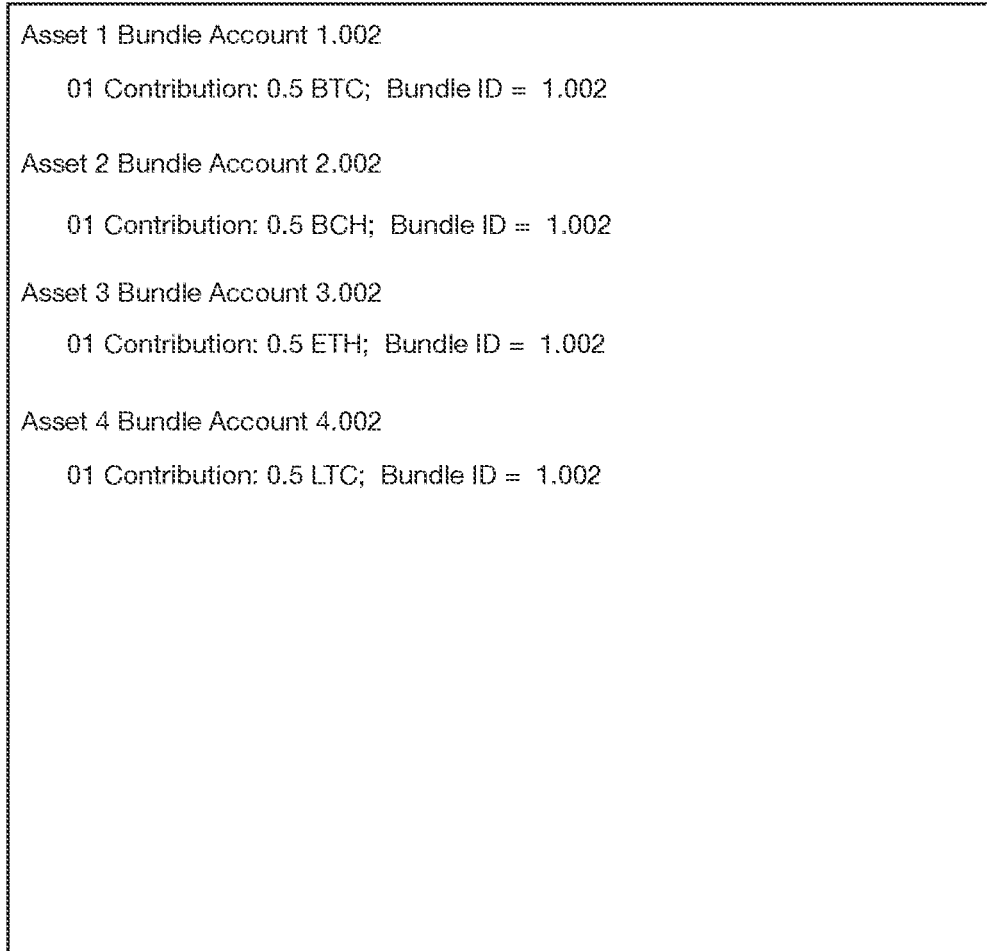 Asset 1 Bundle Account 1.002
01 Contribution: 0.5 BTC; Bundle ID = 1.002
Asset 2 Bundle Account 2.002
01 Contribution: 0.5 BCH; Bundle ID = 1.002
Asset 3 Bundle Account 3.002
01 Contribution: 0.5 ETH; Bundle ID = 1.002
Asset 4 Bundle Account 4.002
01 Contribution: 0.5 LTC; Bundle ID = 1.002